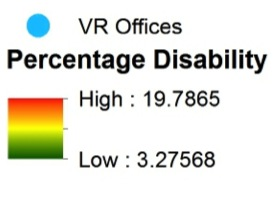 VR Offices
Percentage Disability
High : 19.7865
Low : 3.27568